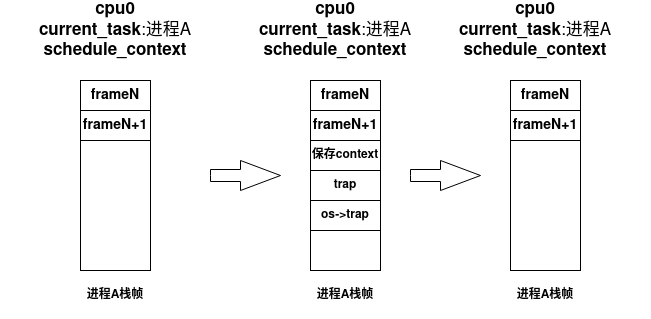 cpu0
current_task:进程A
schedule_context
frameN
frameN+1
进程A栈帧
cpu0
current_task:进程A
schedule_context
frameN
frameN+1
保存context
trap
os->trap
进程A栈帧
cpu0
current_task:进程A
schedule_context
frameN
frameN+1
进程A栈帧